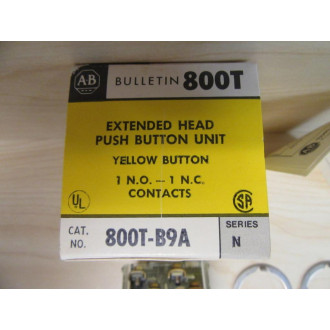 AB BULLETIN 800T
EXTENDED HEAD
PUSH BUTTON UNIT
YELLOW BUTTON
1 N.O. — 1 N.C.
CONTACTS
UL
SA
CAT. NO. 800T-B9A
SERIES N